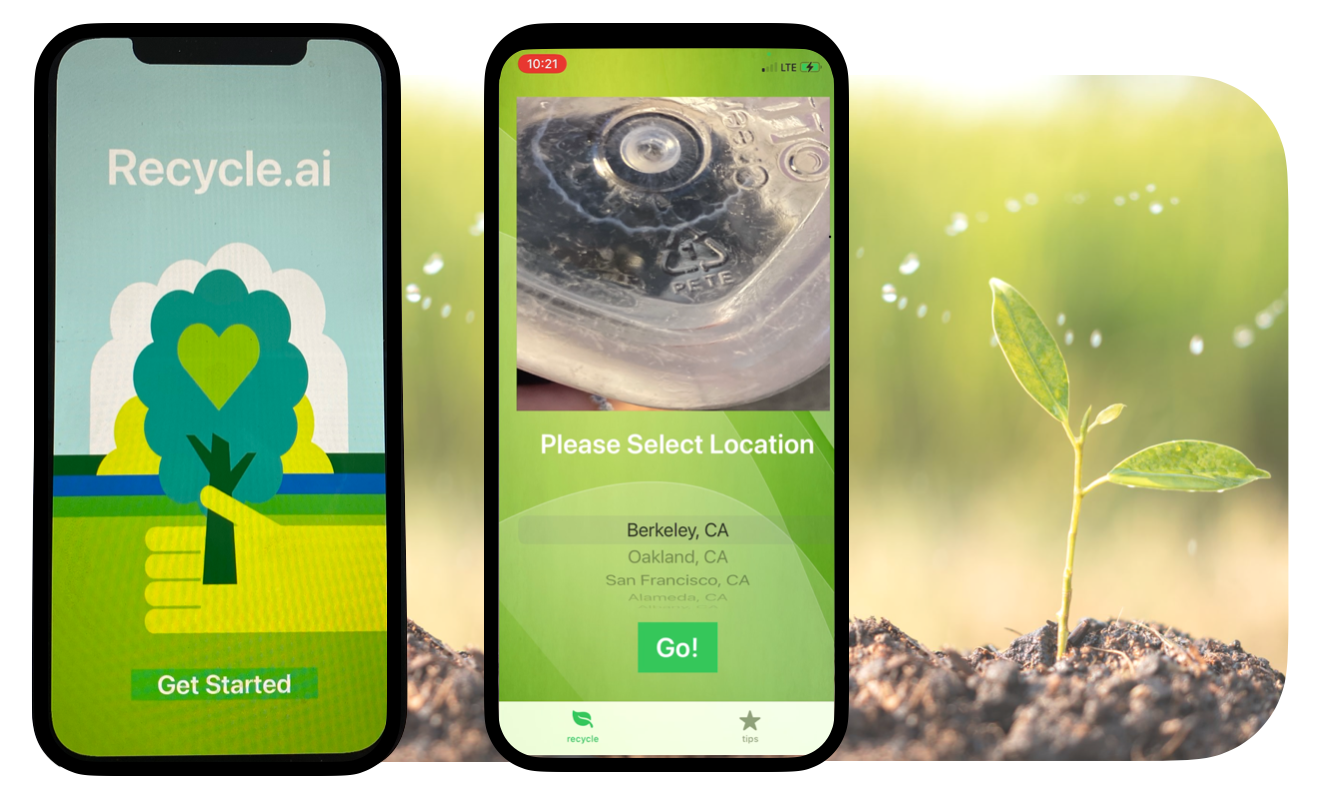 Recycle.ai
Get Started
10:21
LTE
PETE
Please Select Location
Berkeley, CA
Oakland, CA
San Francisco, CA
Alameda, CA
Go!
recycle
tips